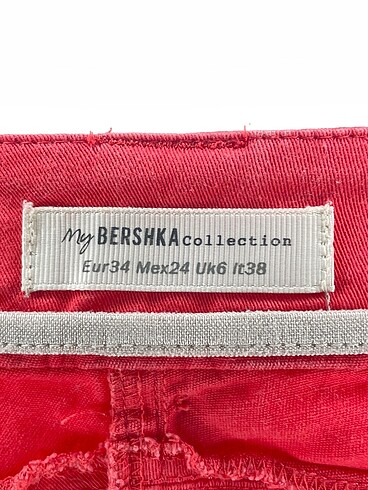 My BERSHKA Collection
Eur34 Mex24 Uk6 It38